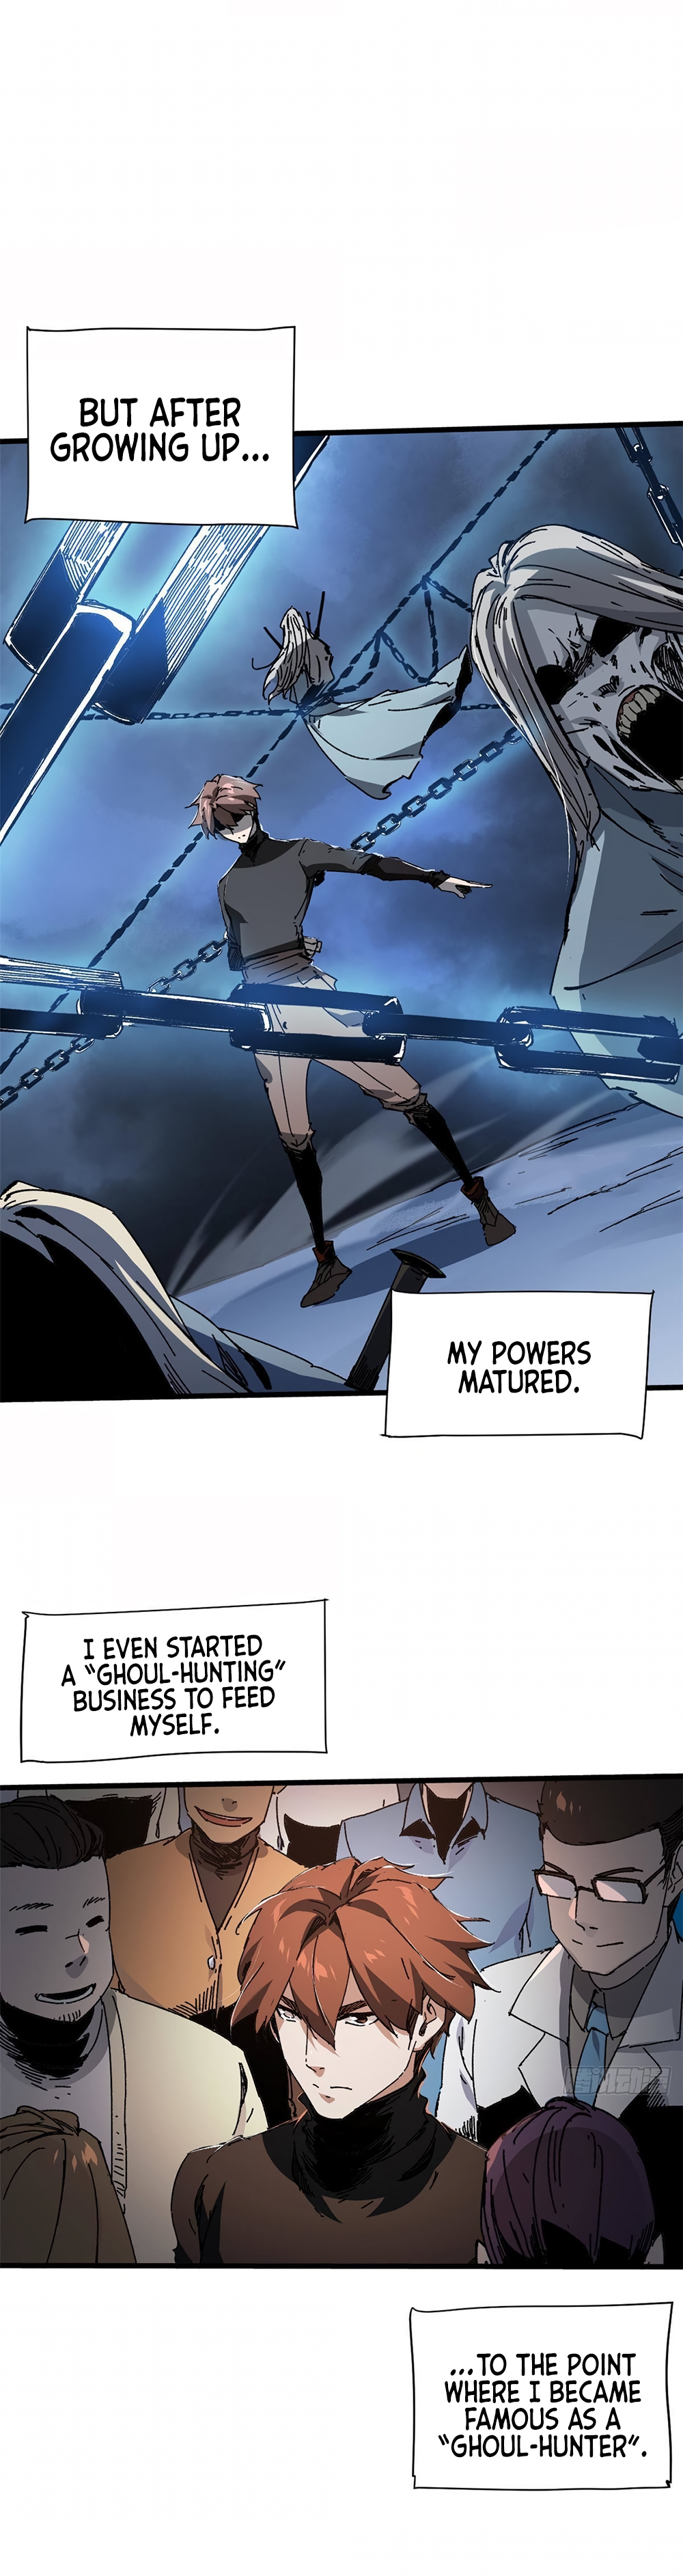 BUT AFTER
GROWING UP...
MY POWERS
MATURED.
I EVEN STARTED
A "GHOUL-HUNTING"
BUSINESS TO FEED
MYSELF.
...TO THE POINT
WHERE I BECAME
FAMOUS AS A
"GHOUL-HUNTER".